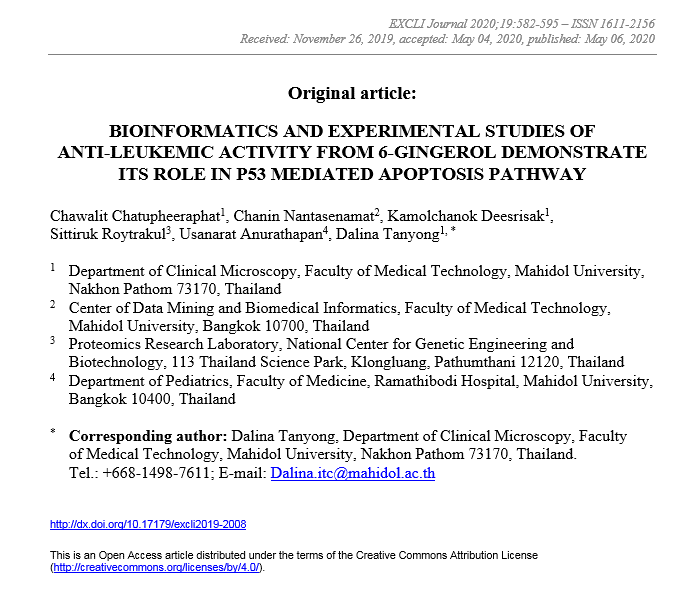 EXCLI Journal 2020;19:582-595 – ISSN 1611-2156
Received: November 26, 2019, accepted: May 04, 2020, published: May 06, 2020
Original article:
BIOINFORMATICS AND EXPERIMENTAL STUDIES OF
ANTI-LEUKEMIC ACTIVITY FROM 6-GINGEROL DEMONSTRATE
ITS ROLE IN P53 MEDIATED APOPTOSIS PATHWAY
Chawalit Chatupheeraphat1, Chanin Nantasenamat2, Kamolchanok Deesrisak1,
Sittiruk Roytrakul3, Usanarat Anurathapan4, Dalina Tanyong1, *
1 Department of Clinical Microscopy, Faculty of Medical Technology, Mahidol University,
Nakhon Pathom 73170, Thailand
2 Center of Data Mining and Biomedical Informatics, Faculty of Medical Technology,
Mahidol University, Bangkok 10700, Thailand
3 Proteomics Research Laboratory, National Center for Genetic Engineering and
Biotechnology, 113 Thailand Science Park, Klongluang, Pathumthani 12120, Thailand
4 Department of Pediatrics, Faculty of Medicine, Ramathibodi Hospital, Mahidol University,
Bangkok 10400, Thailand
* Corresponding author: Dalina Tanyong, Department of Clinical Microscopy, Faculty
of Medical Technology, Mahidol University, Nakhon Pathom 73170, Thailand.
Tel.: +668-1498-7611; E-mail: Dalina.itc@mahidol.ac.th
http://dx.doi.org/10.17179/excli2019-2008
This is an Open Access article distributed under the terms of the Creative Commons Attribution License
(http://creativecommons.org/licenses/by/4.0/).